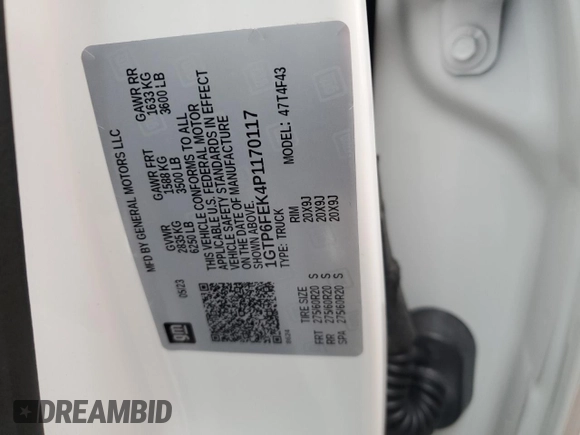 MFD BY GENERAL MOTORS LLC
05/23
GVWR
2835 KG
6250 LB
GAWR FRT
1588 KG
3500 LB
GAWR RR
1633 KG
3600 LB
THIS VEHICLE CONFORMS TO ALL
APPLICABLE U.S. FEDERAL MOTOR
VEHICLE SAFETY STANDARDS IN EFFECT
ON THE DATE OF MANUFACTURE
SHOWN ABOVE.
1GTP6FEK4P1170117
TYPE: TRUCK
MODEL: 47T4F43
TIRE SIZE RIM
FRT 275/60R20 S 20X9J
RR 275/60R20 S 20X9J
SPA 275/60R20 S 20X9J
gm
DREAMBID